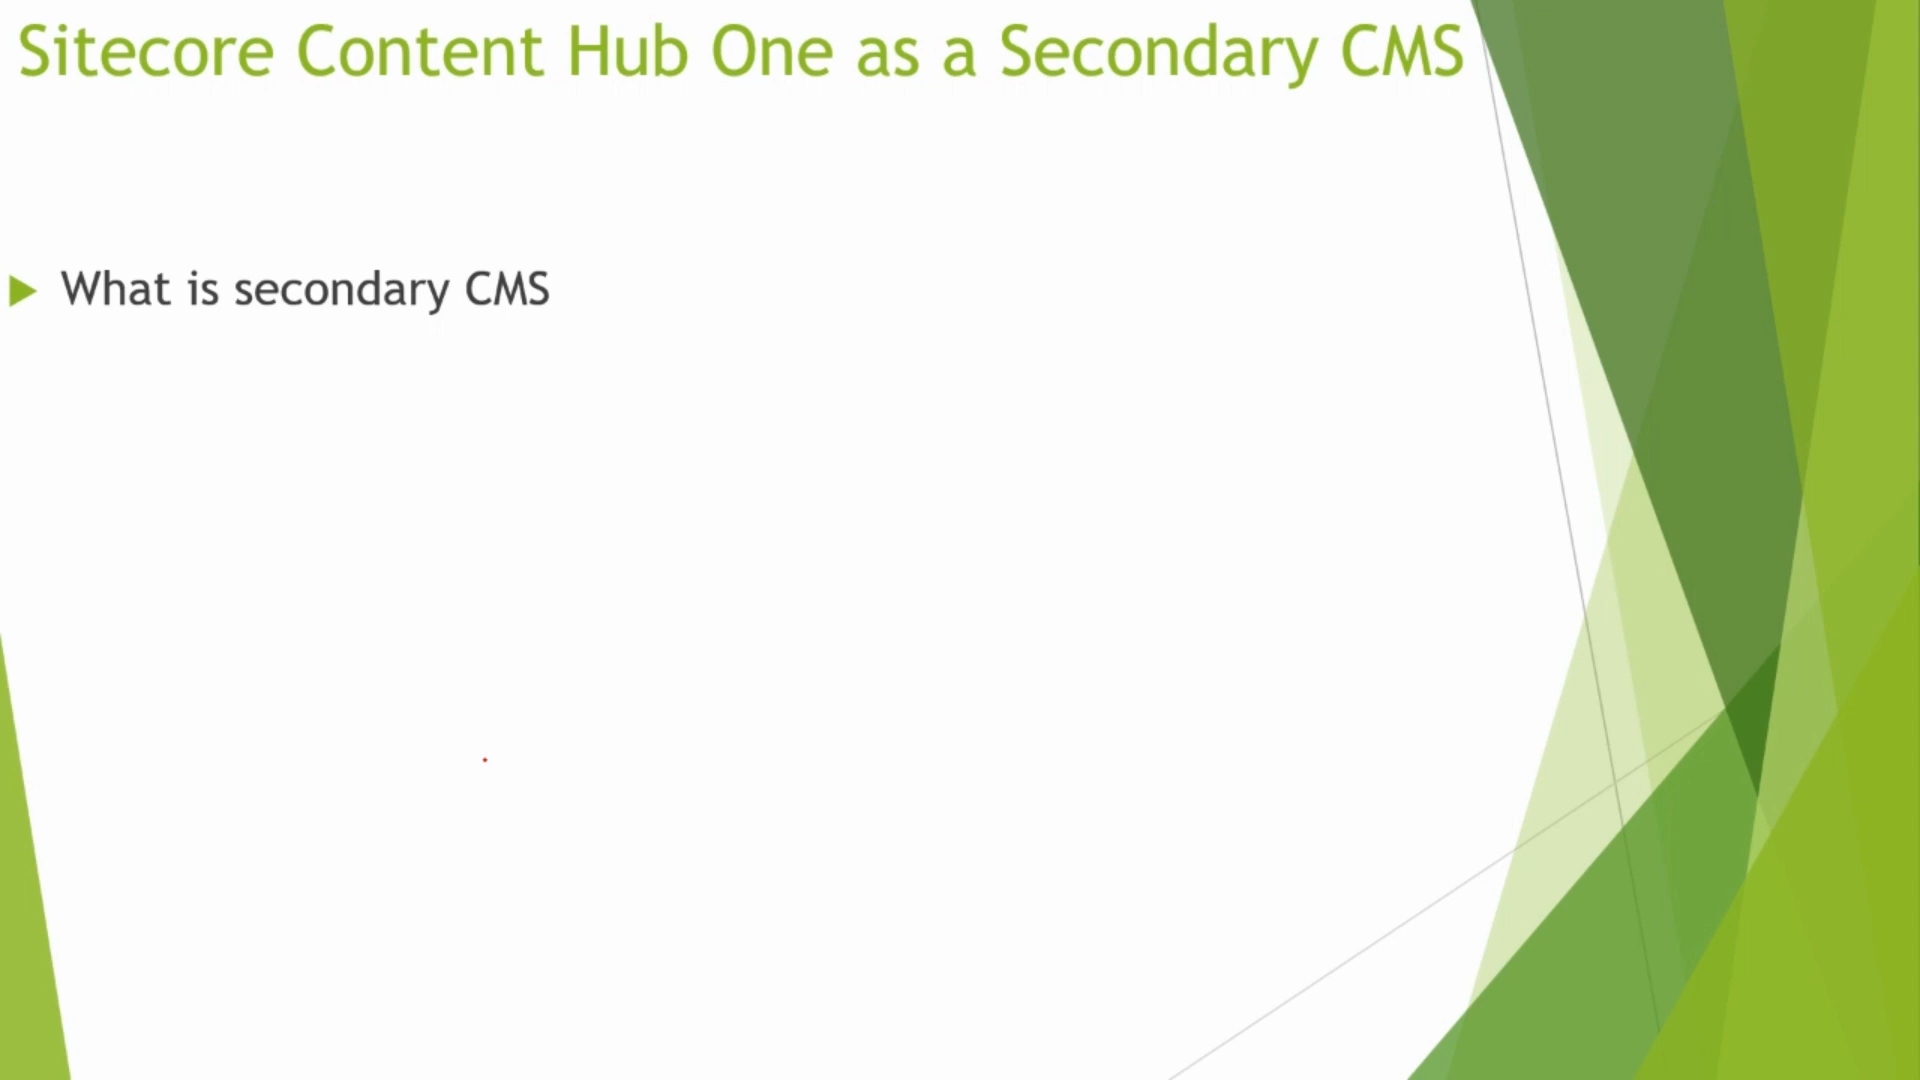 Sitecore Content Hub One as a Secondary CMS
What is secondary CMS